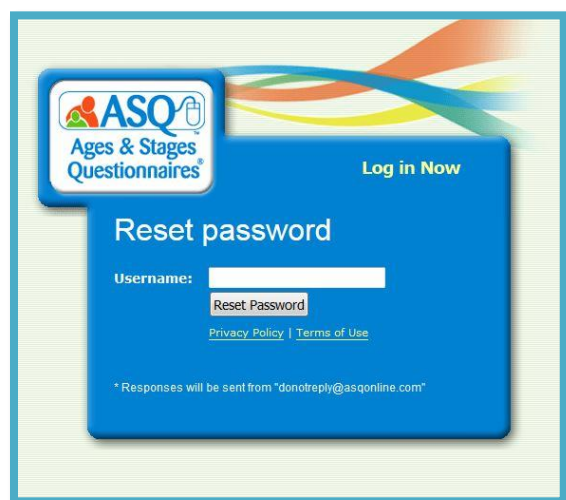 ASQ™
Ages & Stages
Questionnaires®
Log in Now
Reset password
Username:
Reset Password
Privacy Policy | Terms of Use
* Responses will be sent from "donotreply@asqonline.com"